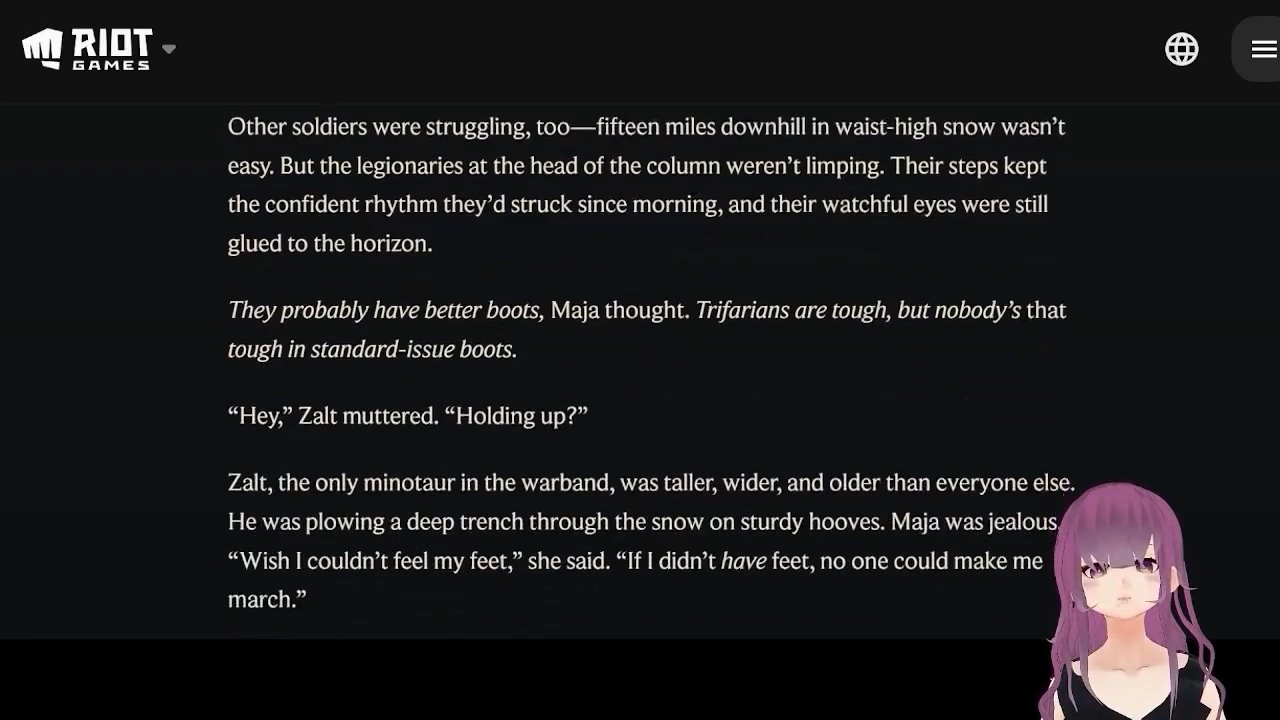 RIOT
GAMES
Other soldiers were struggling, too—fifteen miles downhill in waist-high snow wasn’t
easy. But the legionaries at the head of the column weren’t limping. Their steps kept
the confident rhythm they’d struck since morning, and their watchful eyes were still
glued to the horizon.
They probably have better boots, Maja thought. Trifarians are tough, but nobody’s that
tough in standard-issue boots.
“Hey,” Zalt muttered. “Holding up?”
Zalt, the only minotaur in the warband, was taller, wider, and older than everyone else.
He was plowing a deep trench through the snow on sturdy hooves. Maja was jealous.
“Wish I couldn’t feel my feet,” she said. “If I didn’t have feet, no one could make me
march.”